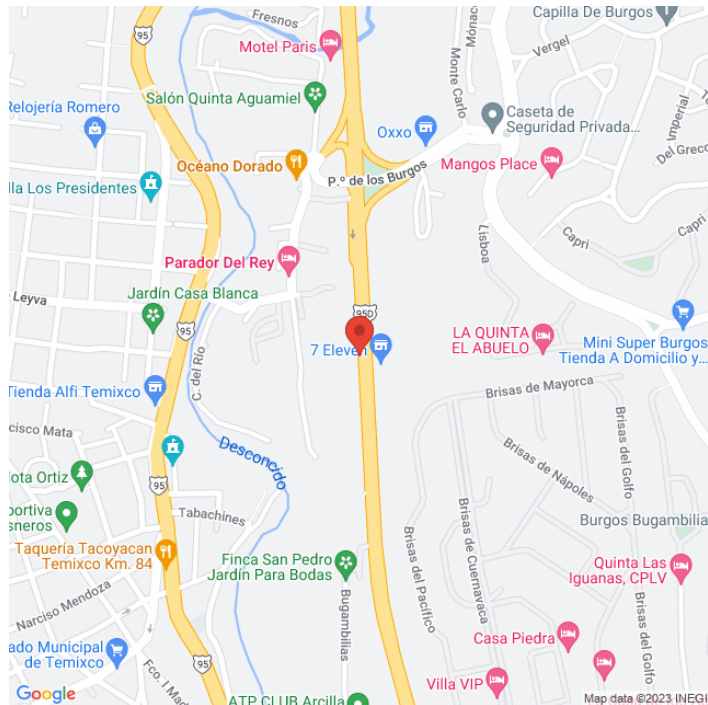 Fresnos
95
Motel Paris
Mónaco
Capilla De Burgos
Vergel
Monte Carlo
Imperial
Salón Quinta Aguamiel
Relojería Romero
Oxxo
Caseta de
Seguridad Privada...
Del Greco
Océano Dorado
Mangos Place
P.º de los Burgos
lla Los Presidentes
Lisboa
Capri
Capri
Parador Del Rey
Leyva
Jardín Casa Blanca
95D
95
7 Eleven
LA QUINTA
EL ABUELO
Mini Super Burgos
Tienda A Domicilio y...
C. del Río
Tienda Alfi Temixco
Brisas de Mayorca
cisco Mata
Desconcido
Brisas de Nápoles
Brisas del Golfo
lota Ortiz
95
portiva
sneros
Tabachines
Burgos Bugambilia
Taquería Tacoyacan
Temixco Km. 84
Finca San Pedro
Jardín Para Bodas
Brisas del Pacífico
Brisas de Cuernavaca
Quinta Las
Iguanas, CPLV
Narciso Mendoza
Bugambilias
Casa Piedra
Brisas del Golfo
ado Municipal
de Temixco
Fco. I Mad
95
Villa VIP
Google
ATP CLUB Arcilla
Map data ©2023 INEGI